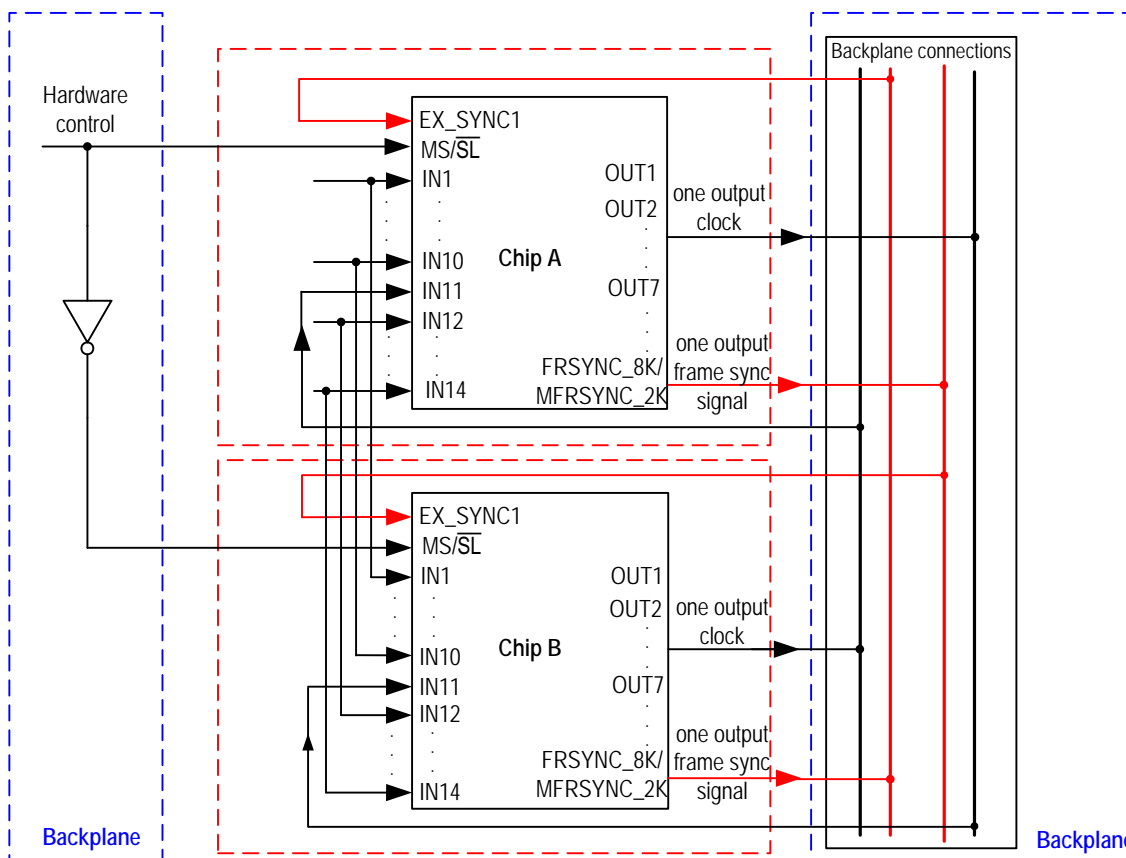 Backplane connections
Hardware
control
EX_SYNC1
MS/S̅L̅
IN1
IN10
IN11
IN12
IN14
Chip A
OUT1
OUT2
OUT7
FRSYNC_8K/
MFRSYNC_2K
one output
clock
one output
frame sync
signal
EX_SYNC1
MS/S̅L̅
IN1
IN10
IN11
IN12
IN14
Chip B
OUT1
OUT2
OUT7
FRSYNC_8K/
MFRSYNC_2K
one output
clock
one output
frame sync
signal
Backplane
Backplane